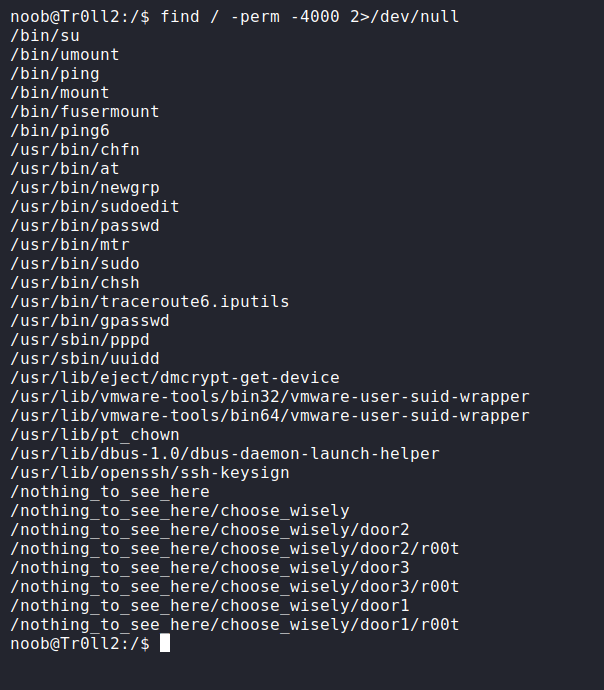 noob@Tr0ll2:/$ find / -perm -4000 2>/dev/null
/bin/su
/bin/umount
/bin/ping
/bin/mount
/bin/fusermount
/bin/ping6
/usr/bin/chfn
/usr/bin/at
/usr/bin/newgrp
/usr/bin/sudoedit
/usr/bin/passwd
/usr/bin/mtr
/usr/bin/sudo
/usr/bin/chsh
/usr/bin/traceroute6.iputils
/usr/bin/gpasswd
/usr/sbin/pppd
/usr/sbin/uuidd
/usr/lib/eject/dmcrypt-get-device
/usr/lib/vmware-tools/bin32/vmware-user-suid-wrapper
/usr/lib/vmware-tools/bin64/vmware-user-suid-wrapper
/usr/lib/pt_chown
/usr/lib/dbus-1.0/dbus-daemon-launch-helper
/usr/lib/openssh/ssh-keysign
/nothing_to_see_here
/nothing_to_see_here/choose_wisely
/nothing_to_see_here/choose_wisely/door2
/nothing_to_see_here/choose_wisely/door2/r00t
/nothing_to_see_here/choose_wisely/door3
/nothing_to_see_here/choose_wisely/door3/r00t
/nothing_to_see_here/choose_wisely/door1
/nothing_to_see_here/choose_wisely/door1/r00t
noob@Tr0ll2:/$